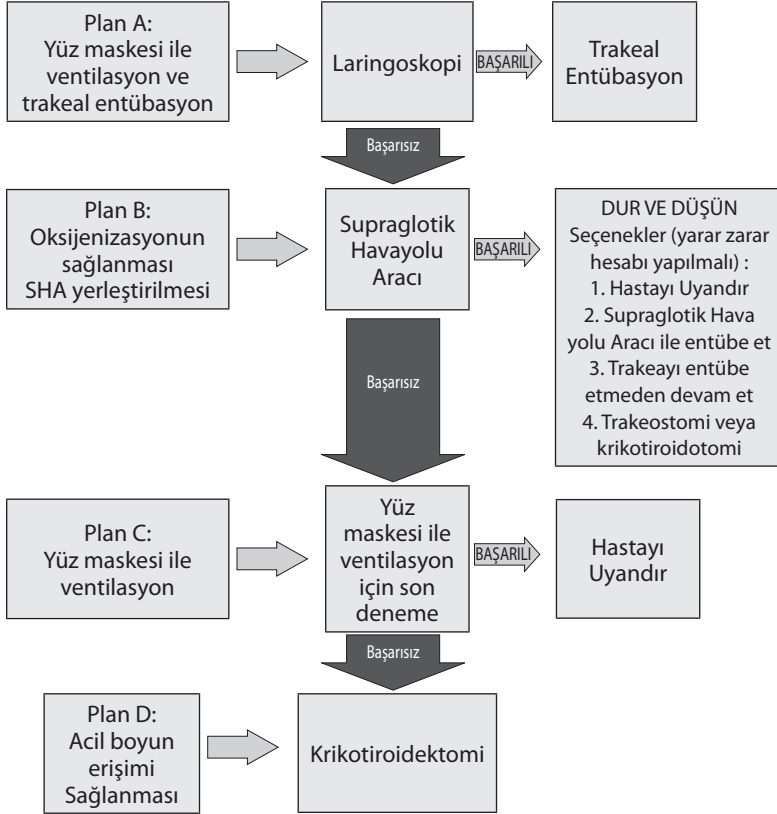 Plan A:
Yüz maskesi ile
ventilasyon ve
trakeal entübasyon
Laringoskopi
BAŞARILI
Trakeal
Entübasyon
Başarısız
Plan B:
Oksijenizasyonun
sağlanması
SHA yerleştirilmesi
Supraglotik
Havayolu
Aracı
BAŞARILI
DUR VE DÜŞÜN
Seçenekler (yarar zarar
hesabı yapılmalı) :
1. Hastayı Uyandır
2. Supraglotik Hava
yolu Aracı ile entübe et
3. Trakeayı entübe
etmeden devam et
4. Trakeostomi veya
krikotiroidotomi
Başarısız
Plan C:
Yüz maskesi ile
ventilasyon
Yüz
maskesi ile
ventilasyon
için son
deneme
BAŞARILI
Hastayı
Uyandır
Başarısız
Plan D:
Acil boyun
erişimi
Sağlanması
Krikotiroidektomi